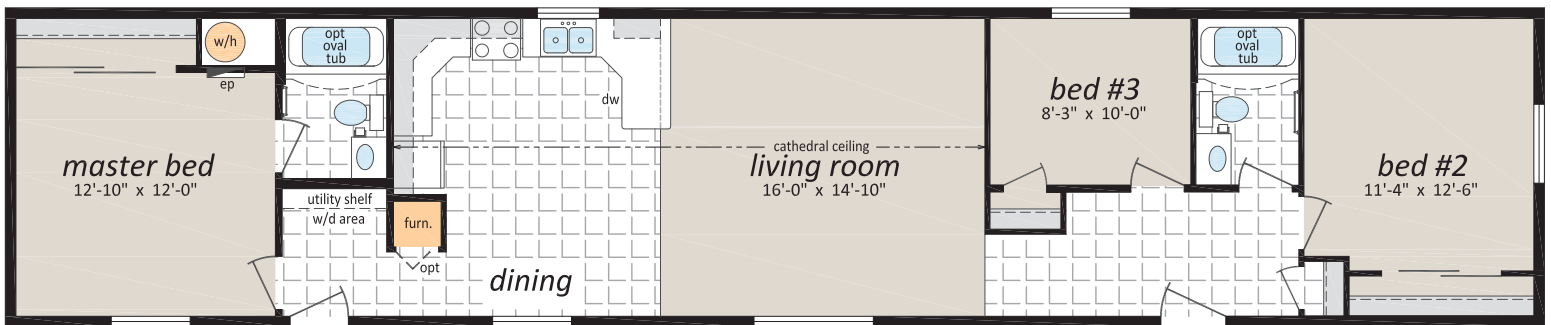 w/h
ep
master bed
12'-10" x 12'-0"
opt
oval
tub
utility shelf
w/d area
furn.
opt
dw
dining
cathedral ceiling
living room
16'-0" x 14'-10"
bed #3
8'-3" x 10'-0"
opt
oval
tub
bed #2
11'-4" x 12'-6"